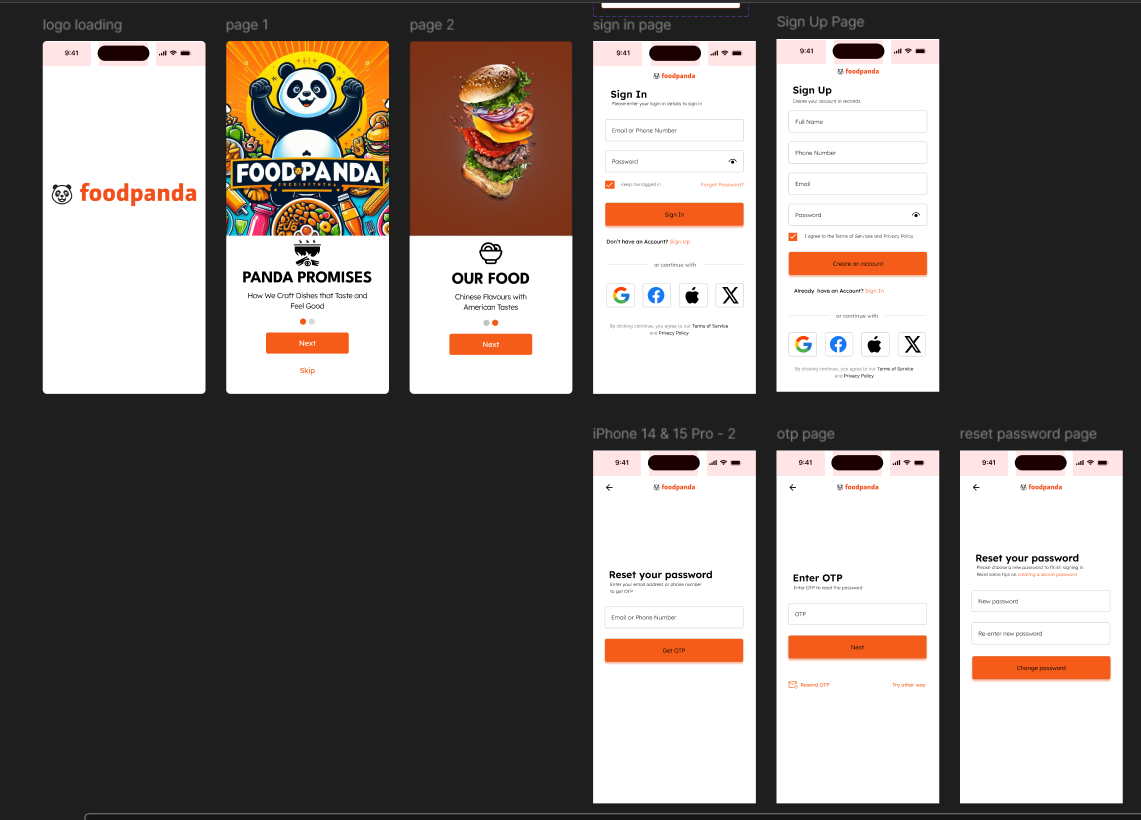 logo loading
9:41
foodpanda
page 1
FOOD PANDA
PANDA PROMISES
How We Craft Dishes that Taste and
Feel Good
Next
Skip
page 2
OUR FOOD
Chinese Flavours with
American Tastes
Next
sign in page
9:41
foodpanda
Sign In
Please enter your login in details to sign in
Email or Phone Number
Password
Keep me logged in
Forgot Password?
Sign In
Don't have an Account? Sign Up
or continue with
By clicking continue, you agree to our Terms of Service
and Privacy Policy
Sign Up Page
9:41
foodpanda
Sign Up
Create your account in seconds
Full Name
Phone Number
Email
Password
I agree to the Terms of Services and Privacy Policy
Create an account
Already have an Account? Sign In
or continue with
By clicking continue, you agree to our Terms of Service
and Privacy Policy
iPhone 14 & 15 Pro - 2
9:41
foodpanda
Reset your password
Enter your email address or phone number
to get OTP
Email or Phone Number
Get OTP
otp page
9:41
foodpanda
Enter OTP
Enter OTP to reset the password
OTP
Next
Resend OTP
Try other way
reset password page
9:41
foodpanda
Reset your password
Please choose a new password to finish signing in.
Read some tips on creating a secret password
New password
Re-enter new password
Change password